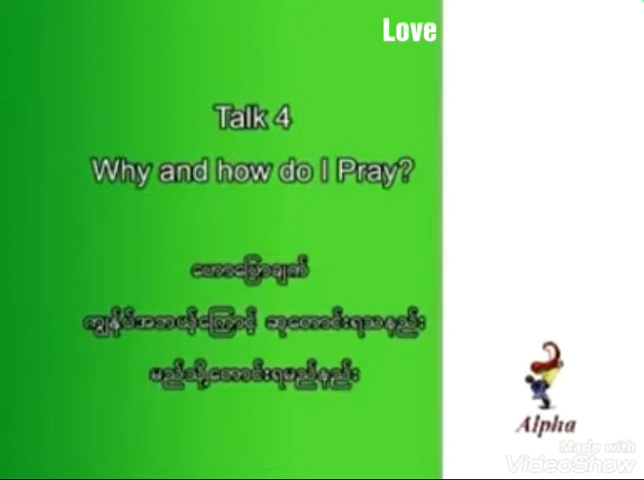 Love
Talk 4
Why and how do I Pray?
ဟောပြောချက်
ကျွန်ုပ်အဘယ့်ကြောင့် ဆုတောင်းရသနည်း
မည်သို့တောင်းရမည်နည်း
Alpha
Made with
VideoShow